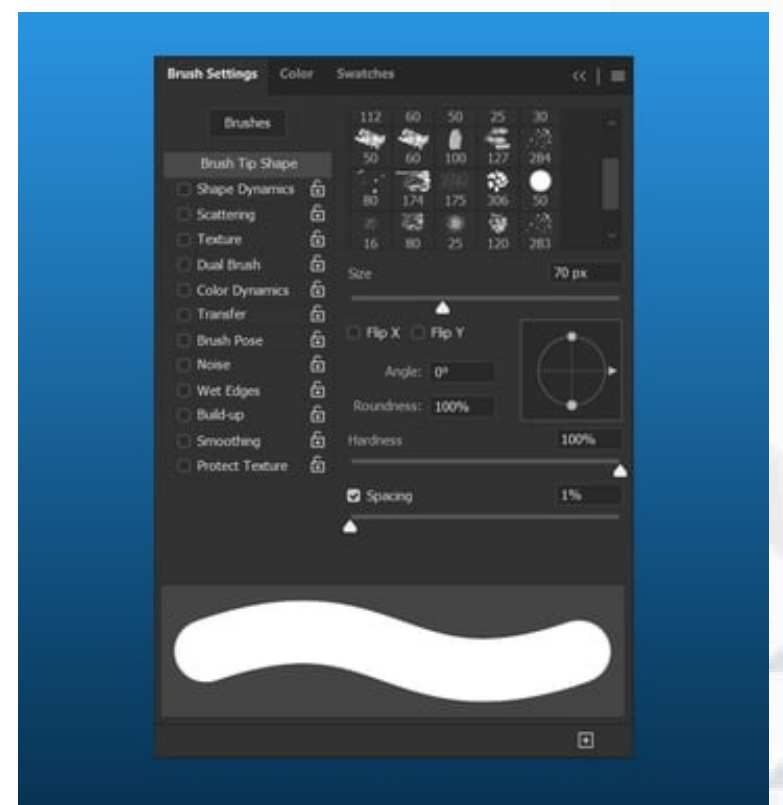 Brush Settings Color Swatches
Brushes
Brush Tip Shape
Shape Dynamics
Scattering
Texture
Dual Brush
Color Dynamics
Transfer
Brush Pose
Noise
Wet Edges
Build-up
Smoothing
Protect Texture
112 60 50 25 30
50 60 100 127 284
80 174 175 306 50
16 80 25 120 283
Size 70 px
Flip X Flip Y
Angle: 0°
Roundness: 100%
Hardness 100%
Spacing 1%